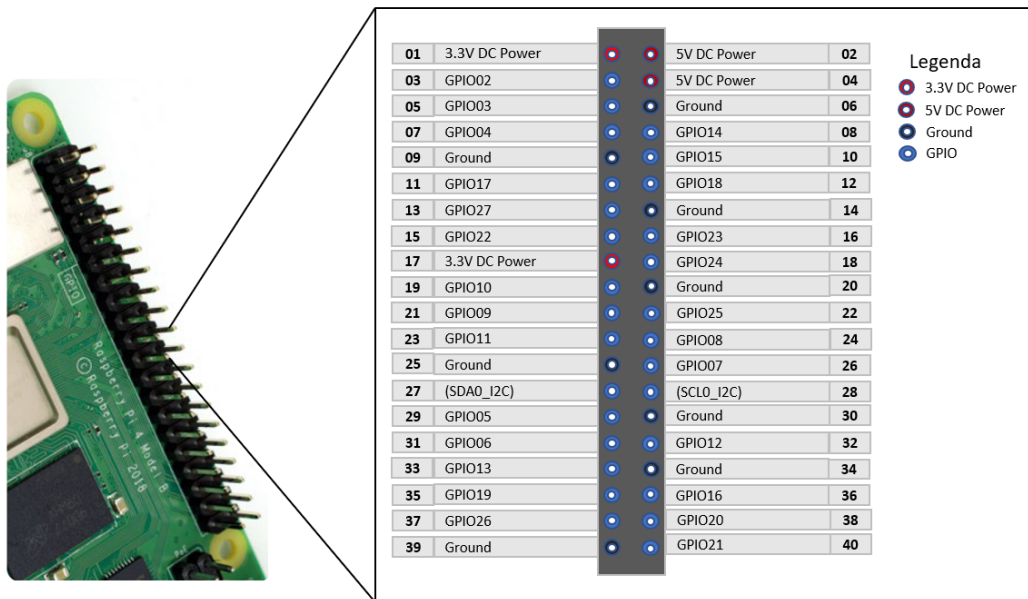 01 3.3V DC Power 5V DC Power 02
03 GPIO02 5V DC Power 04
05 GPIO03 Ground 06
07 GPIO04 GPIO14 08
09 Ground GPIO15 10
11 GPIO17 GPIO18 12
13 GPIO27 Ground 14
15 GPIO22 GPIO23 16
17 3.3V DC Power GPIO24 18
19 GPIO10 Ground 20
21 GPIO09 GPIO25 22
23 GPIO11 GPIO08 24
25 Ground GPIO07 26
27 (SDA0_I2C) (SCL0_I2C) 28
29 GPIO05 Ground 30
31 GPIO06 GPIO12 32
33 GPIO13 Ground 34
35 GPIO19 GPIO16 36
37 GPIO26 GPIO20 38
39 Ground GPIO21 40
Legenda
3.3V DC Power
5V DC Power
Ground
GPIO
GPIO
Raspberry Pi 4 Model B
© Raspberry Pi 2018